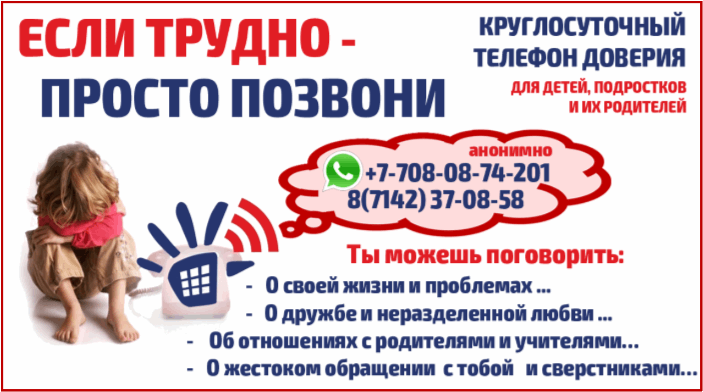 ЕСЛИ ТРУДНО -
ПРОСТО ПОЗВОНИ
КРУГЛОСУТОЧНЫЙ
ТЕЛЕФОН ДОВЕРИЯ
ДЛЯ ДЕТЕЙ, ПОДРОСТКОВ
И ИХ РОДИТЕЛЕЙ
анонимно
+7-708-08-74-201
8(7142) 37-08-58
Ты можешь поговорить:
- О своей жизни и проблемах ...
- О дружбе и неразделенной любви ...
- Об отношениях с родителями и учителями...
- О жестоком обращении с тобой и сверстниками...